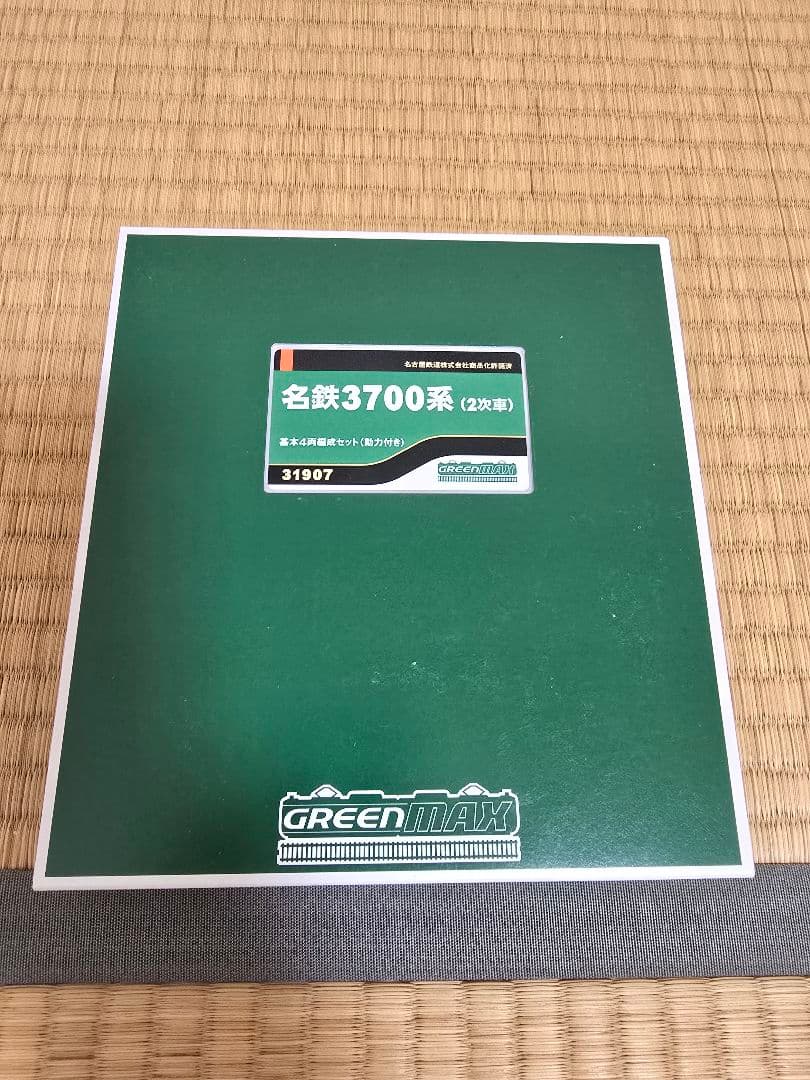 名古屋鉄道株式会社商品化許諾済
名鉄3700系(2次車)
基本4両編成セット(動力付き)
31907
GREENMAX
GREENMAX